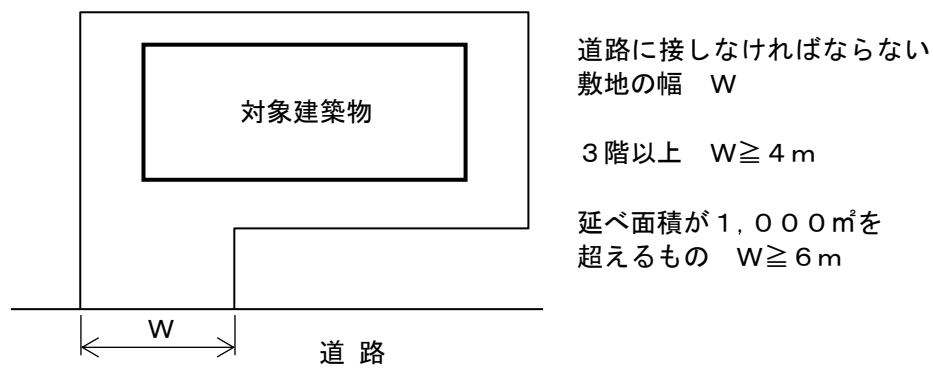 対象建築物
道路に接しなければならない
敷地の幅　Ｗ
３階以上　Ｗ≧４ｍ
延べ面積が１,０００㎡を
超えるもの　Ｗ≧６ｍ
Ｗ
道 路